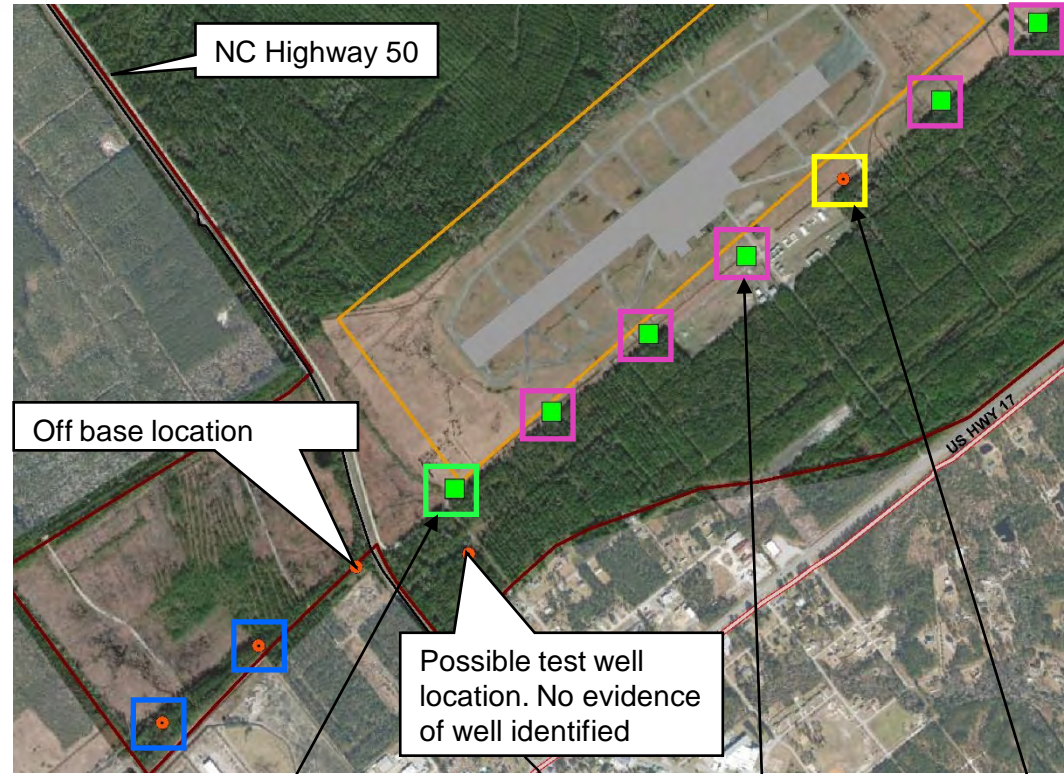 NC Highway 50
US HWY 17
Off base location
Possible test well
location. No evidence
of well identified